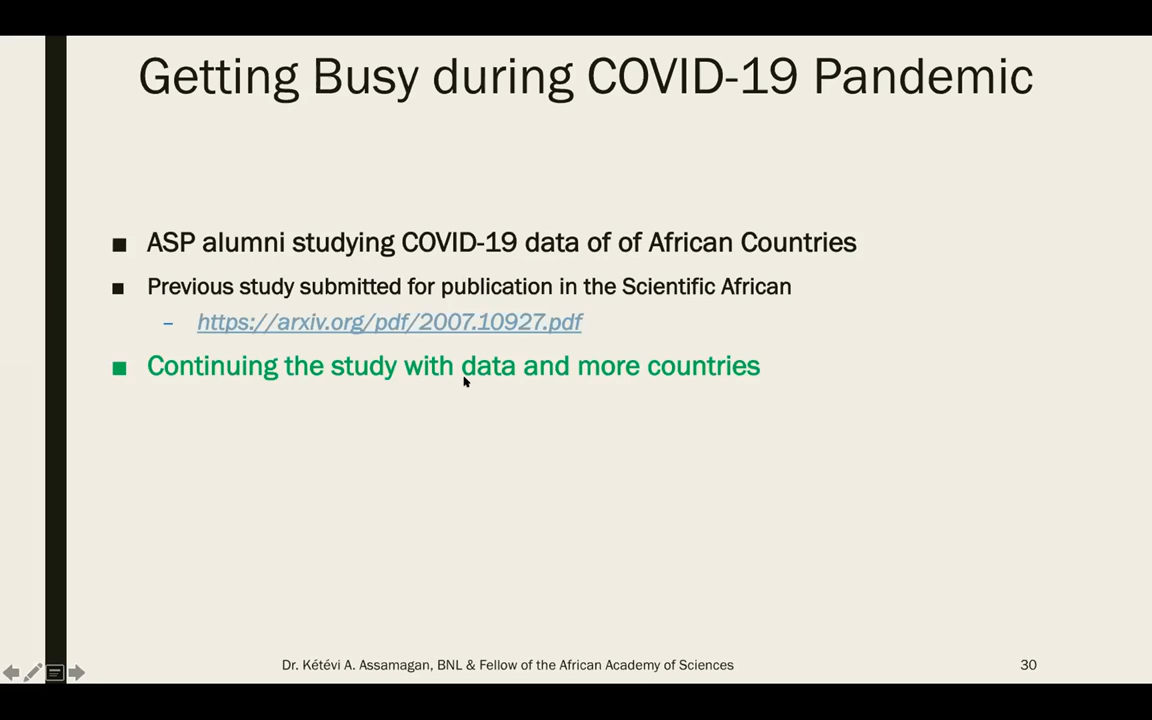 Getting Busy during COVID-19 Pandemic
■ ASP alumni studying COVID-19 data of of African Countries
■ Previous study submitted for publication in the Scientific African
– https://arxiv.org/pdf/2007.10927.pdf
■ Continuing the study with data and more countries
Dr. Kétévi A. Assamagan, BNL & Fellow of the African Academy of Sciences
30